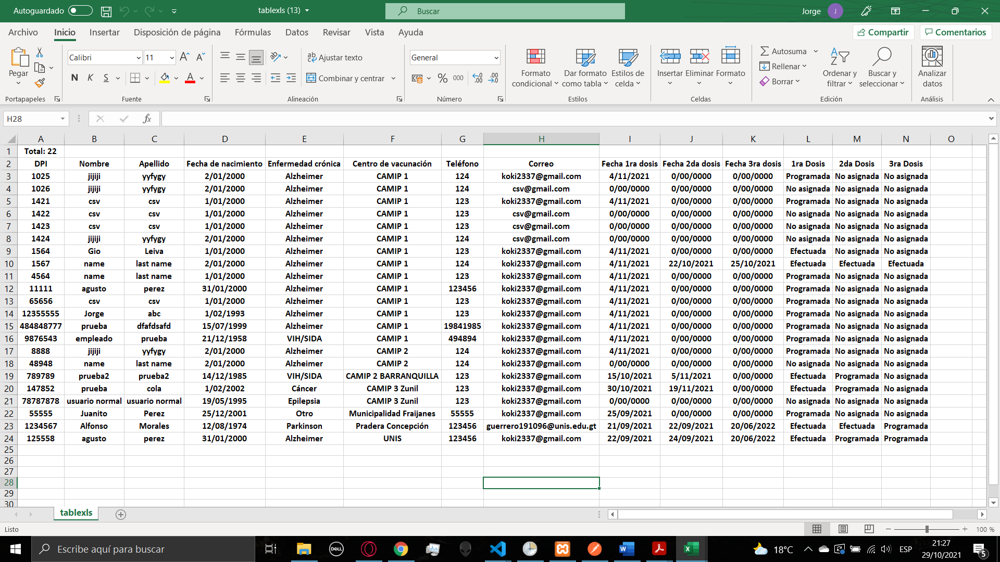 Autoguardado tablexls (13) Buscar Jorge J
Archivo Inicio Insertar Disposición de página Fórmulas Datos Revisar Vista Ayuda Compartir Comentarios
Pegar Calibri 11 Ajustar texto General Formato condicional Dar formato como tabla Estilos de celda Insertar Eliminar Formato Autosuma Ordenar y filtrar Buscar y seleccionar Analizar datos
N K S Combinar y centrar % 000 Rellenar
Borrar
Portapapeles Fuente Alineación Número Estilos Celdas Edición Análisis
H28 fx
A B C D E F G H I J K L M N O
1 Total: 22
2 DPI Nombre Apellido Fecha de nacimiento Enfermedad crónica Centro de vacunación Teléfono Correo Fecha 1ra dosis Fecha 2da dosis Fecha 3ra dosis 1ra Dosis 2da Dosis 3ra Dosis
3 1025 jijiji yyfygy 2/01/2000 Alzheimer CAMIP 1 124 koki2337@gmail.com 4/11/2021 0/00/0000 0/00/0000 Programada No asignada No asignada
4 1026 jijiji yyfygy 2/01/2000 Alzheimer CAMIP 1 124 csv@gmail.com 0/00/0000 0/00/0000 0/00/0000 No asignada No asignada No asignada
5 1421 csv csv 1/01/2000 Alzheimer CAMIP 1 123 koki2337@gmail.com 4/11/2021 0/00/0000 0/00/0000 Programada No asignada No asignada
6 1422 csv csv 1/01/2000 Alzheimer CAMIP 1 123 csv@gmail.com 0/00/0000 0/00/0000 0/00/0000 No asignada No asignada No asignada
7 1423 csv csv 1/01/2000 Alzheimer CAMIP 1 123 csv@gmail.com 0/00/0000 0/00/0000 0/00/0000 No asignada No asignada No asignada
8 1424 jijiji yyfygy 2/01/2000 Alzheimer CAMIP 1 124 csv@gmail.com 0/00/0000 0/00/0000 0/00/0000 No asignada No asignada No asignada
9 1564 Gio Leiva 1/01/2000 Alzheimer CAMIP 1 123 koki2337@gmail.com 4/11/2021 0/00/0000 0/00/0000 Efectuada No asignada No asignada
10 1567 name last name 2/01/2000 Alzheimer CAMIP 1 124 koki2337@gmail.com 4/11/2021 22/10/2021 25/10/2021 Efectuada Efectuada Efectuada
11 4564 name last name 1/01/2000 Alzheimer CAMIP 1 123 koki2337@gmail.com 4/11/2021 0/00/0000 0/00/0000 Programada No asignada No asignada
12 11111 agusto perez 31/01/2000 Alzheimer CAMIP 1 123456 koki2337@gmail.com 4/11/2021 0/00/0000 0/00/0000 Programada No asignada No asignada
13 65656 csv csv 1/01/2000 Alzheimer CAMIP 1 123 koki2337@gmail.com 4/11/2021 0/00/0000 0/00/0000 Programada No asignada No asignada
14 12355555 Jorge abc 1/02/1993 Alzheimer CAMIP 1 123 koki2337@gmail.com 4/11/2021 0/00/0000 0/00/0000 Programada No asignada No asignada
15 484848777 prueba dfafdsafd 15/07/1999 Alzheimer CAMIP 1 19841985 koki2337@gmail.com 4/11/2021 0/00/0000 0/00/0000 Programada No asignada No asignada
16 9876543 empleado prueba 21/12/1958 VIH/SIDA CAMIP 1 494894 koki2337@gmail.com 4/11/2021 0/00/0000 0/00/0000 Programada No asignada No asignada
17 8888 jijiji yyfygy 2/01/2000 Alzheimer CAMIP 2 124 koki2337@gmail.com 4/11/2021 0/00/0000 0/00/0000 Programada No asignada No asignada
18 48948 name last name 2/01/2000 Alzheimer CAMIP 2 124 koki2337@gmail.com 0/00/0000 0/00/0000 0/00/0000 No asignada No asignada No asignada
19 789789 prueba2 prueba2 14/12/1985 VIH/SIDA CAMIP 2 BARRANQUILLA 123 koki2337@gmail.com 15/10/2021 5/11/2021 0/00/0000 Efectuada Programada No asignada
20 147852 prueba cola 1/02/2002 Cáncer CAMIP 3 Zunil 123 koki2337@gmail.com 30/10/2021 19/11/2021 0/00/0000 Efectuada Programada No asignada
21 78787878 usuario normal usuario normal 19/05/1995 Epilepsia CAMIP 3 Zunil 123 koki2337@gmail.com 0/00/0000 0/00/0000 0/00/0000 No asignada No asignada No asignada
22 55555 Juanito Perez 25/12/2001 Otro Municipalidad Fraijanes 55555 koki2337@gmail.com 25/09/2021 0/00/0000 0/00/0000 Programada No asignada No asignada
23 1234567 Alfonso Morales 12/08/1974 Parkinson Pradera Concepción 123456 guerrero191096@unis.edu.gt 21/09/2021 22/09/2021 20/06/2022 Efectuada Efectuada Programada
24 125558 agusto perez 31/01/2000 Alzheimer UNIS 123456 koki2337@gmail.com 22/09/2021 24/09/2021 20/06/2022 Efectuada Programada Programada
25
26
27
28
29
30
tablexls
Listo 100 %
Escribe aquí para buscar DELL 18°C ESP 21:27
29/10/2021 5